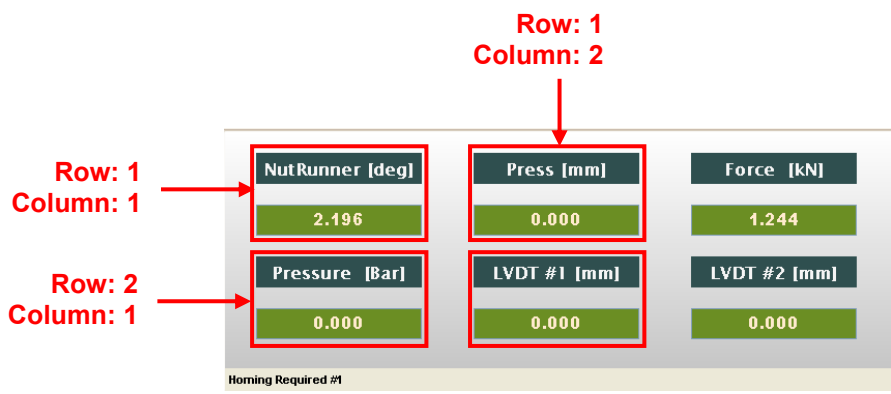 Row: 1
Column: 2
Row: 1
Column: 1
NutRunner [deg] Press [mm] Force [kN]
2.196 0.000 1.244
Row: 2
Column: 1
Pressure [Bar] LVDT #1 [mm] LVDT #2 [mm]
0.000 0.000 0.000
Homing Required #1